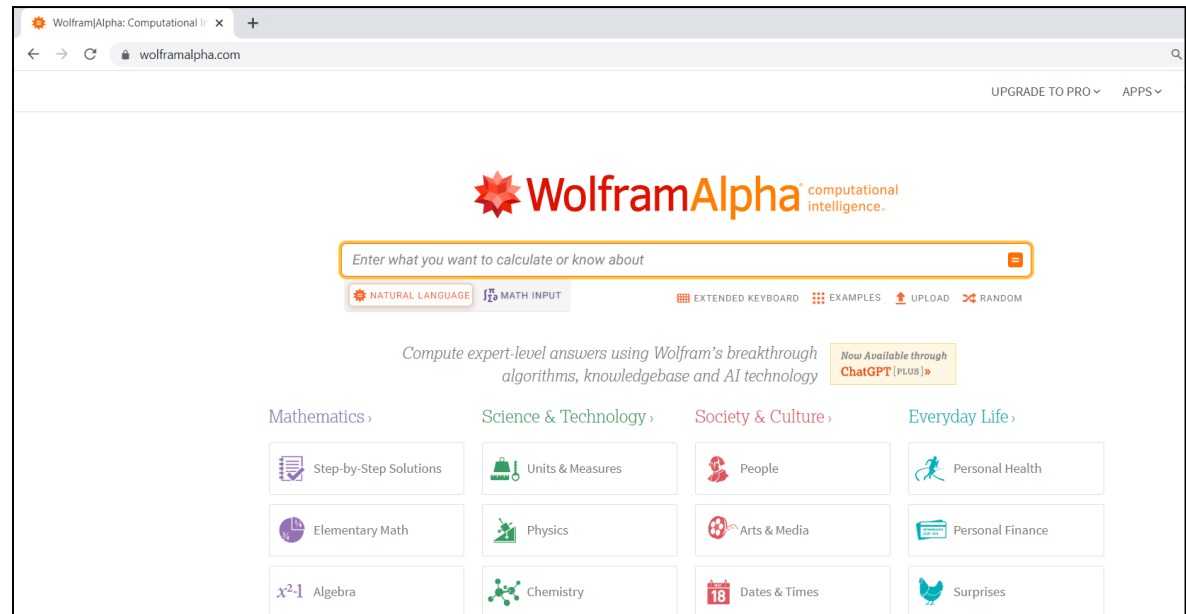 Wolfram|Alpha: Computational In
wolframalpha.com
UPGRADE TO PRO APPS
WolframAlpha computational intelligence.
Enter what you want to calculate or know about
NATURAL LANGUAGE MATH INPUT EXTENDED KEYBOARD EXAMPLES UPLOAD RANDOM
Compute expert-level answers using Wolfram's breakthrough
algorithms, knowledgebase and AI technology
Now Available through
ChatGPT [PLUS]»
Mathematics › Science & Technology › Society & Culture › Everyday Life ›
Step-by-Step Solutions Units & Measures People Personal Health
Elementary Math Physics Arts & Media Personal Finance
x²-1 Algebra Chemistry 18 Dates & Times Surprises